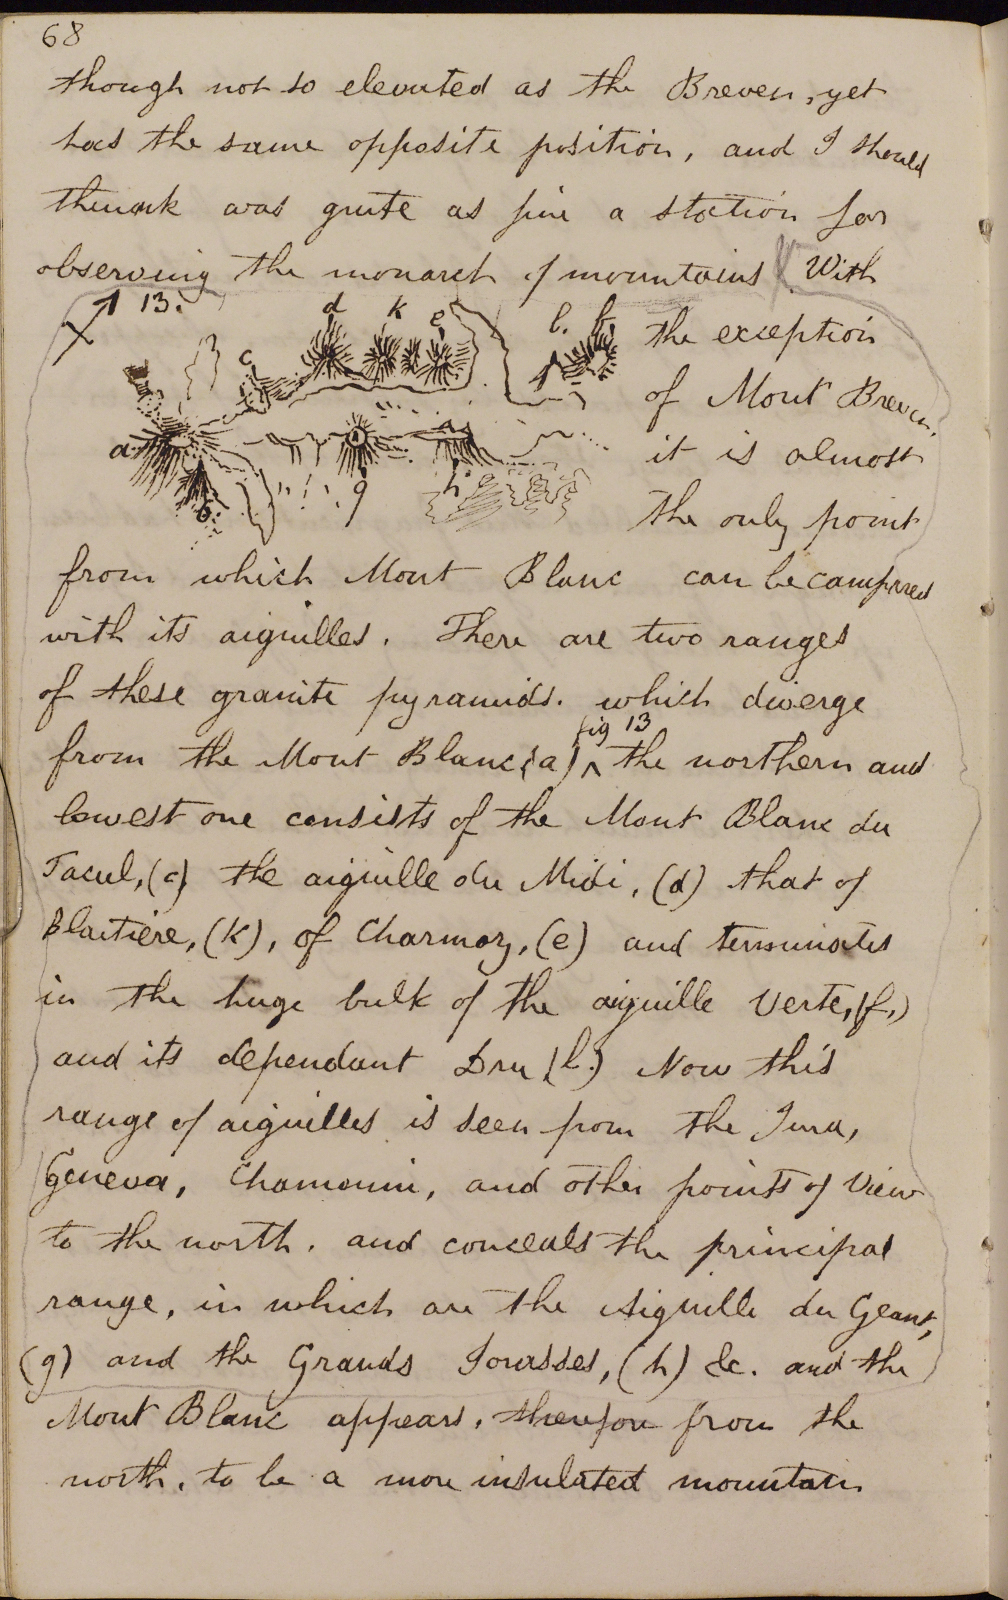 68
though not so elevated as the Breven, yet
has the same opposite position, and I should
thinnk was quite as fine a station for
observing the monarch of mountains With
13.
d k e l. f.
c
a
b
g
h
the exception
of Mont Breven.
it is almost
the only point
from which Mont Blanc can be compared
with its aiguilles. There are two ranges
of these granite pyramids. which diverge
fig 13
from the Mont Blanc (a) ^ the northern and
lowest one consists of the Mont Blanc du
Tacul, (c) the aiguille du Midi, (d) that of
Blaitière, (k), of Charmoz, (e) and terminates
in the huge bulk of the aiguille Verte, (f.)
and its dependant Dru (l.) Now this
range of aiguilles is seen from the Jura,
Geneva, Chamouni, and other points of view
to the north. and conceals the principal
range, in which are the Aiguille du Geant,
(g) and the Grands Jorasses, (h) &c. and the
Mont Blanc appears, therefore from the
north, to be a more insulated mountain